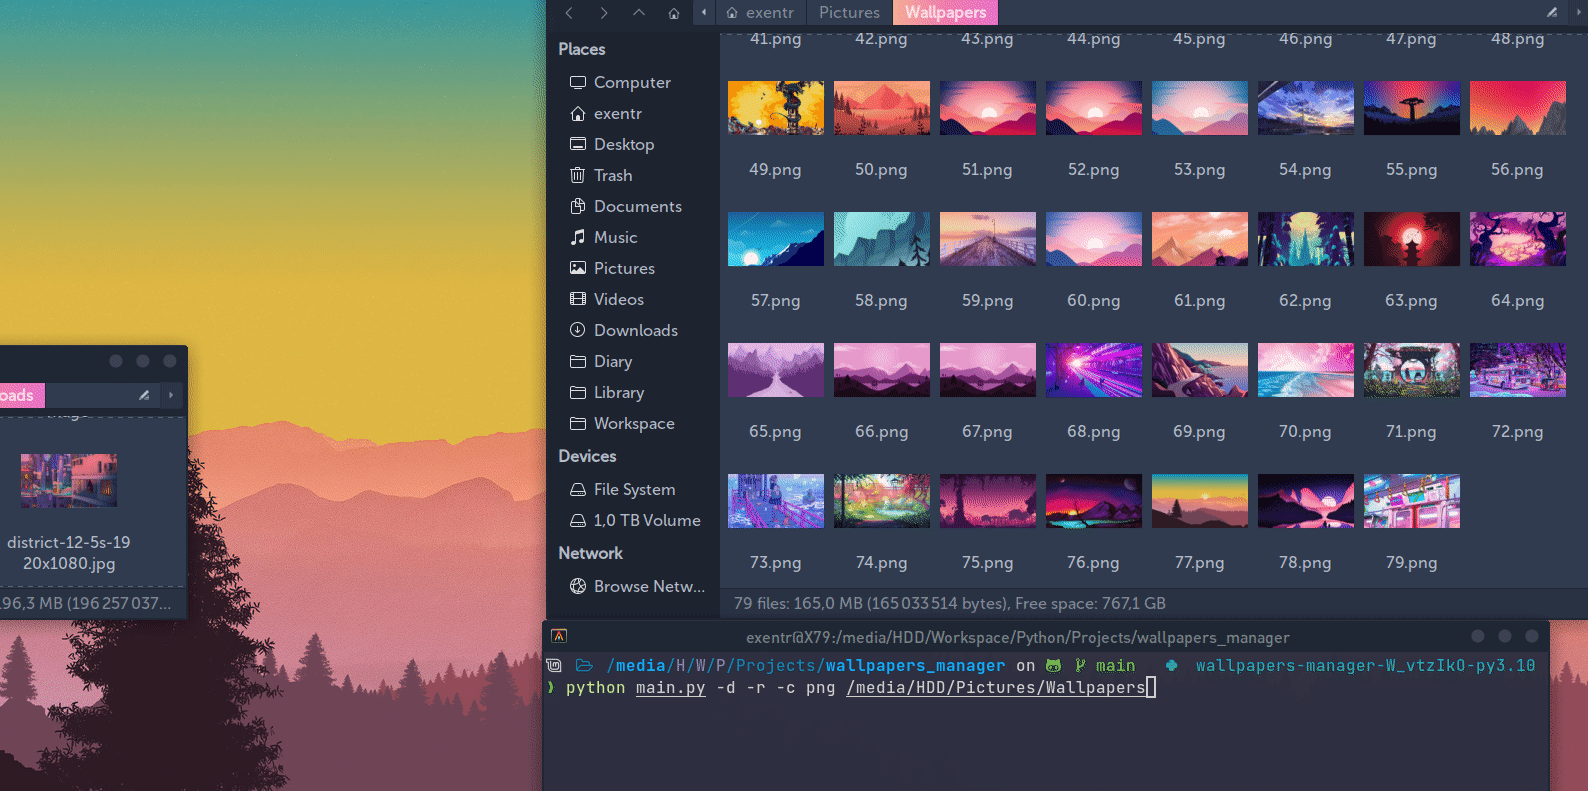 exentr Pictures Wallpapers
Places
Computer
exentr
Desktop
Trash
Documents
Music
Pictures
Videos
Downloads
Diary
Library
Workspace
Devices
File System
1,0 TB Volume
Network
Browse Netw...
41.png 42.png 43.png 44.png 45.png 46.png 47.png 48.png
49.png 50.png 51.png 52.png 53.png 54.png 55.png 56.png
57.png 58.png 59.png 60.png 61.png 62.png 63.png 64.png
65.png 66.png 67.png 68.png 69.png 70.png 71.png 72.png
73.png 74.png 75.png 76.png 77.png 78.png 79.png
79 files: 165,0 MB (165 033 514 bytes), Free space: 767,1 GB
oads
district-12-5s-19
20x1080.jpg
196,3 MB (196 257 037...
exentr@X79:/media/HDD/Workspace/Python/Projects/wallpapers_manager
/media/H/W/P/Projects/wallpapers_manager on main wallpapers-manager-W_vtzIkO-py3.10
❯ python main.py -d -r -c png /media/HDD/Pictures/Wallpapers